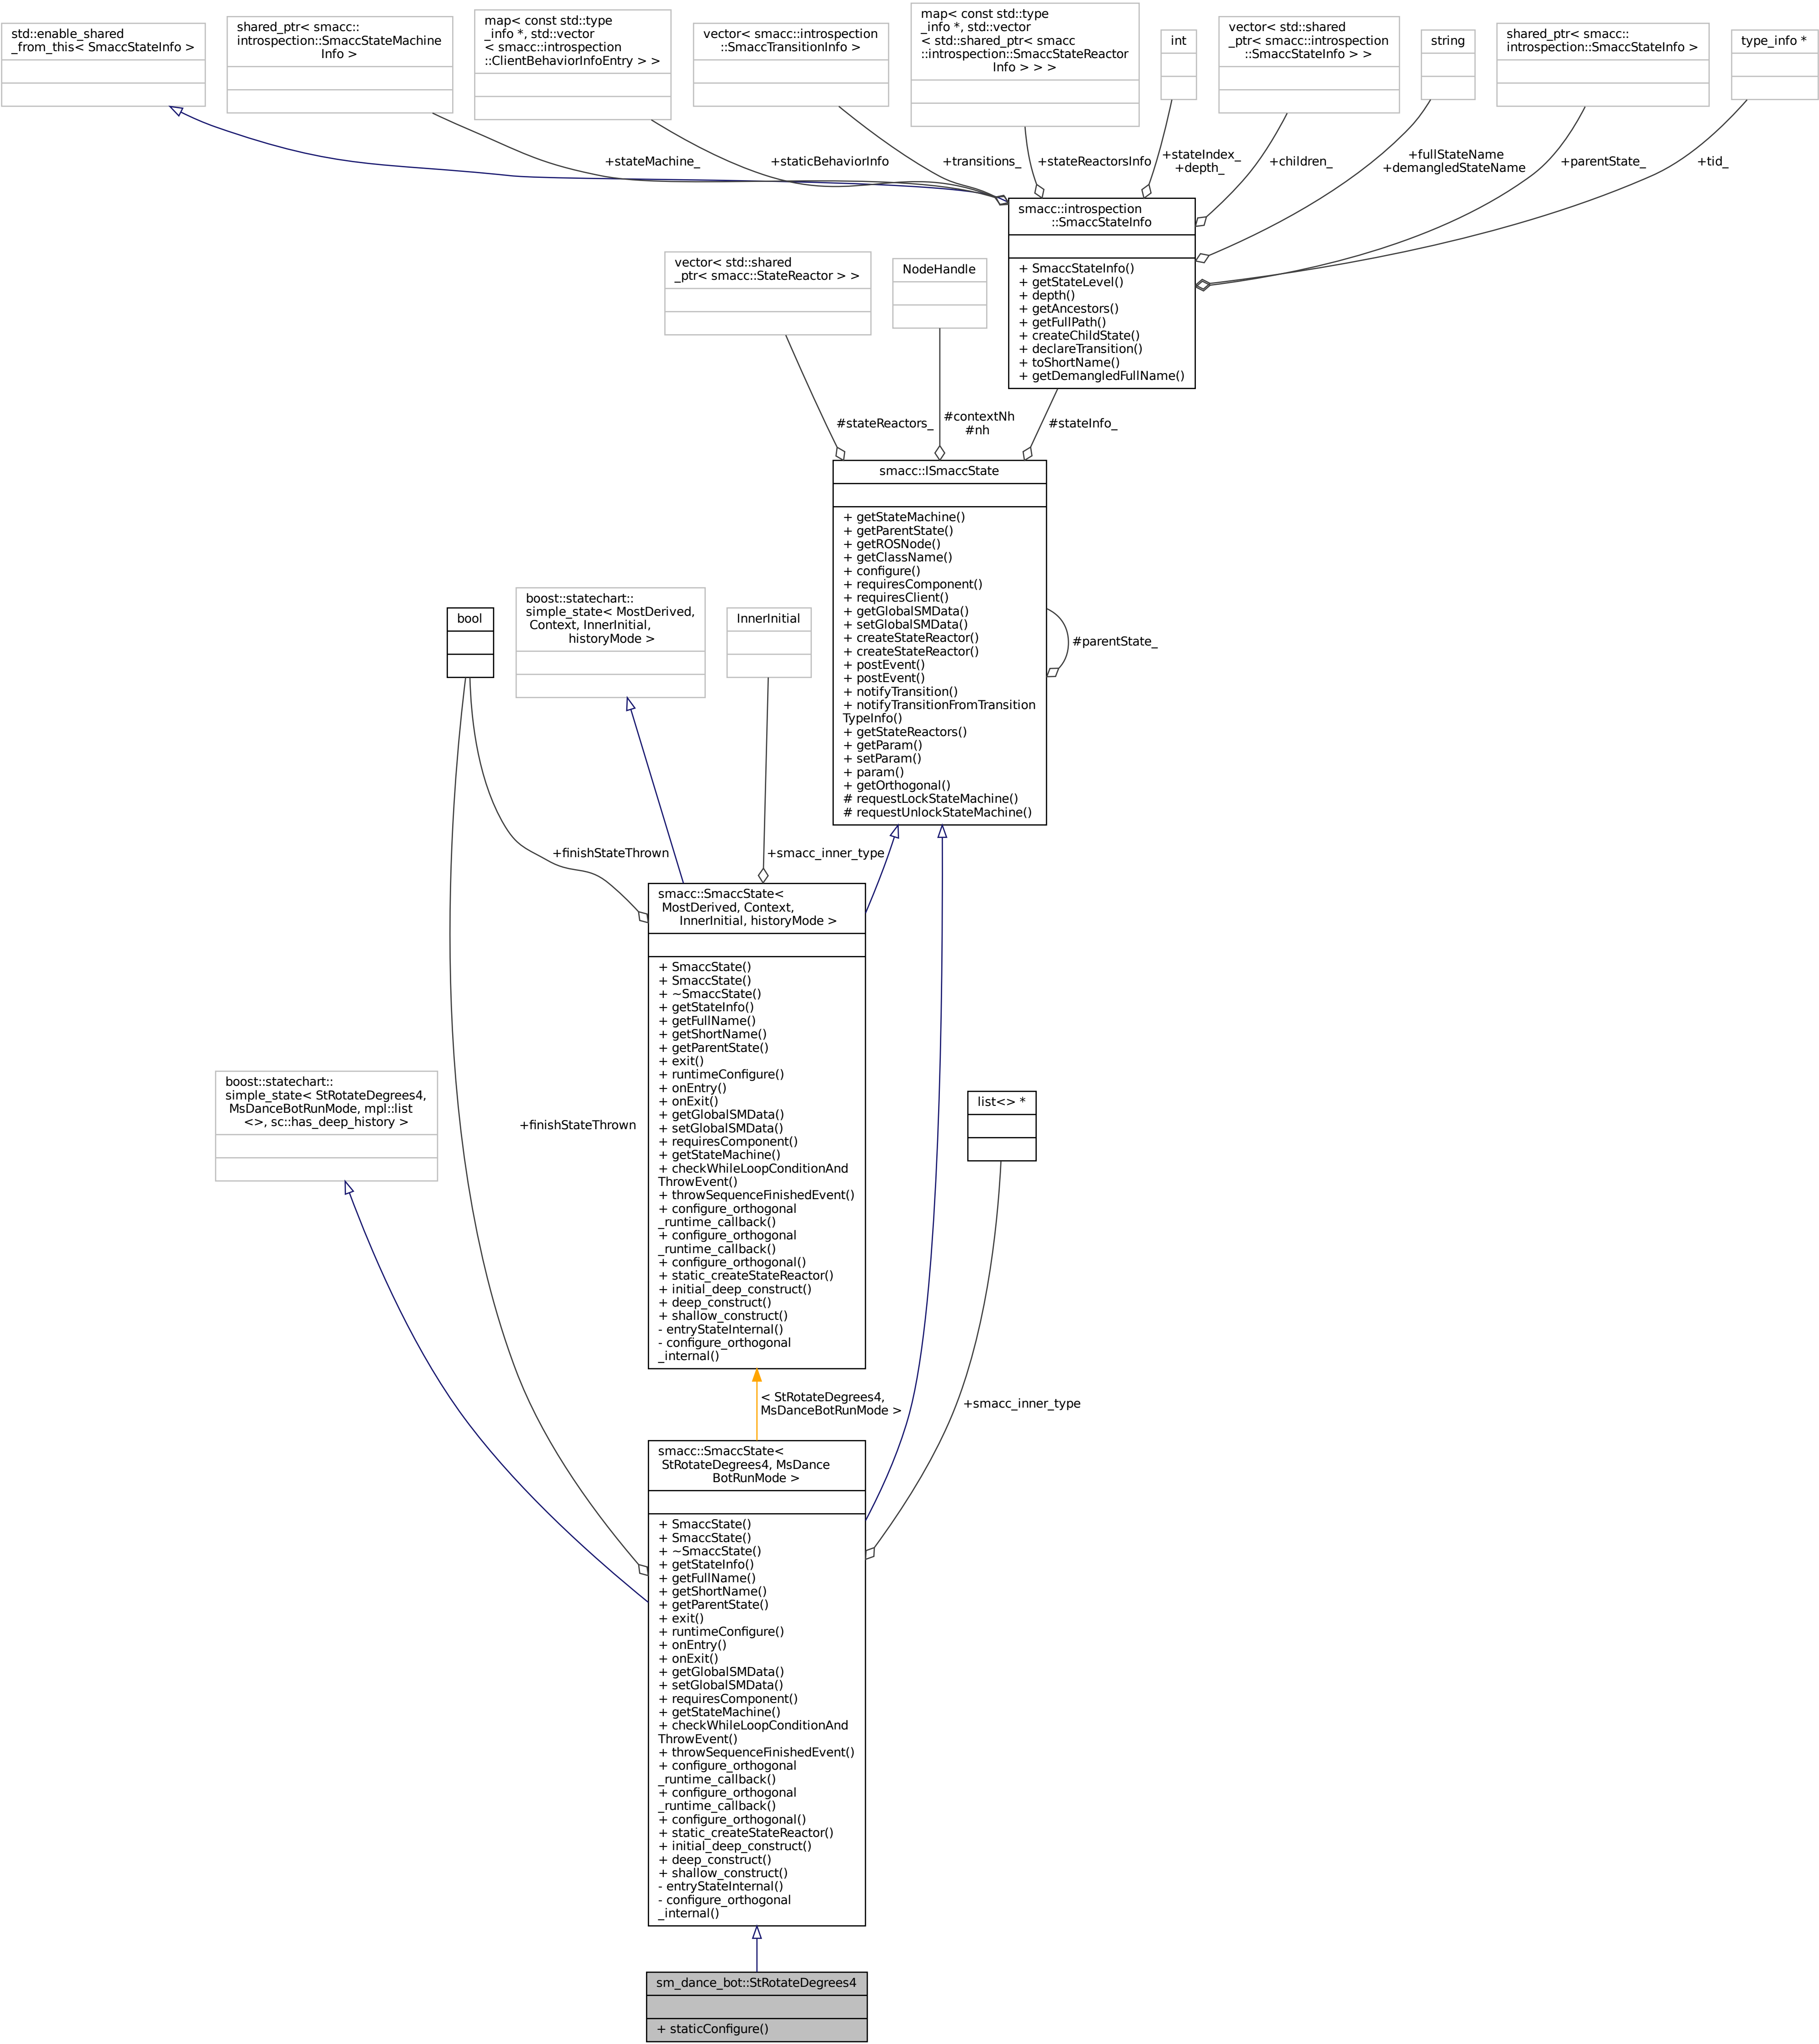 std::enable_shared
_from_this< SmaccStateInfo >
shared_ptr< smacc::
introspection::SmaccStateMachine
Info >
map< const std::type
_info *, std::vector
< smacc::introspection
::ClientBehaviorInfoEntry > >
vector< smacc::introspection
::SmaccTransitionInfo >
map< const std::type
_info *, std::vector
< std::shared_ptr< smacc
::introspection::SmaccStateReactor
Info > > >
int
vector< std::shared
_ptr< smacc::introspection
::SmaccStateInfo > >
string
shared_ptr< smacc::
introspection::SmaccStateInfo >
type_info *
+stateMachine_
+staticBehaviorInfo
+transitions_
+stateReactorsInfo
+stateIndex_
+depth_
+children_
+fullStateName
+demangledStateName
+parentState_
+tid_
smacc::introspection
::SmaccStateInfo
+ SmaccStateInfo()
+ getStateLevel()
+ depth()
+ getAncestors()
+ getFullPath()
+ createChildState()
+ declareTransition()
+ toShortName()
+ getDemangledFullName()
vector< std::shared
_ptr< smacc::StateReactor > >
NodeHandle
#stateReactors_
#contextNh
#nh
#stateInfo_
smacc::ISmaccState
+ getStateMachine()
+ getParentState()
+ getROSNode()
+ getClassName()
+ configure()
+ requiresComponent()
+ requiresClient()
+ getGlobalSMData()
+ setGlobalSMData()
+ createStateReactor()
+ createStateReactor()
+ postEvent()
+ postEvent()
+ notifyTransition()
+ notifyTransitionFromTransition
TypeInfo()
+ getStateReactors()
+ getParam()
+ setParam()
+ param()
+ getOrthogonal()
# requestLockStateMachine()
# requestUnlockStateMachine()
#parentState_
bool
boost::statechart::
simple_state< MostDerived,
Context, InnerInitial,
historyMode >
InnerInitial
+finishStateThrown
+smacc_inner_type
smacc::SmaccState<
MostDerived, Context,
InnerInitial, historyMode >
+ SmaccState()
+ SmaccState()
+ ~SmaccState()
+ getStateInfo()
+ getFullName()
+ getShortName()
+ getParentState()
+ exit()
+ runtimeConfigure()
+ onEntry()
+ onExit()
+ getGlobalSMData()
+ setGlobalSMData()
+ requiresComponent()
+ getStateMachine()
+ checkWhileLoopConditionAnd
ThrowEvent()
+ throwSequenceFinishedEvent()
+ configure_orthogonal
_runtime_callback()
+ configure_orthogonal
_runtime_callback()
+ configure_orthogonal()
+ static_createStateReactor()
+ initial_deep_construct()
+ deep_construct()
+ shallow_construct()
- entryStateInternal()
- configure_orthogonal
_internal()
boost::statechart::
simple_state< StRotateDegrees4,
MsDanceBotRunMode, mpl::list
<>, sc::has_deep_history >
+finishStateThrown
list<> *
< StRotateDegrees4,
MsDanceBotRunMode >
+smacc_inner_type
smacc::SmaccState<
StRotateDegrees4, MsDance
BotRunMode >
+ SmaccState()
+ SmaccState()
+ ~SmaccState()
+ getStateInfo()
+ getFullName()
+ getShortName()
+ getParentState()
+ exit()
+ runtimeConfigure()
+ onEntry()
+ onExit()
+ getGlobalSMData()
+ setGlobalSMData()
+ requiresComponent()
+ getStateMachine()
+ checkWhileLoopConditionAnd
ThrowEvent()
+ throwSequenceFinishedEvent()
+ configure_orthogonal
_runtime_callback()
+ configure_orthogonal
_runtime_callback()
+ configure_orthogonal()
+ static_createStateReactor()
+ initial_deep_construct()
+ deep_construct()
+ shallow_construct()
- entryStateInternal()
- configure_orthogonal
_internal()
sm_dance_bot::StRotateDegrees4
+ staticConfigure()